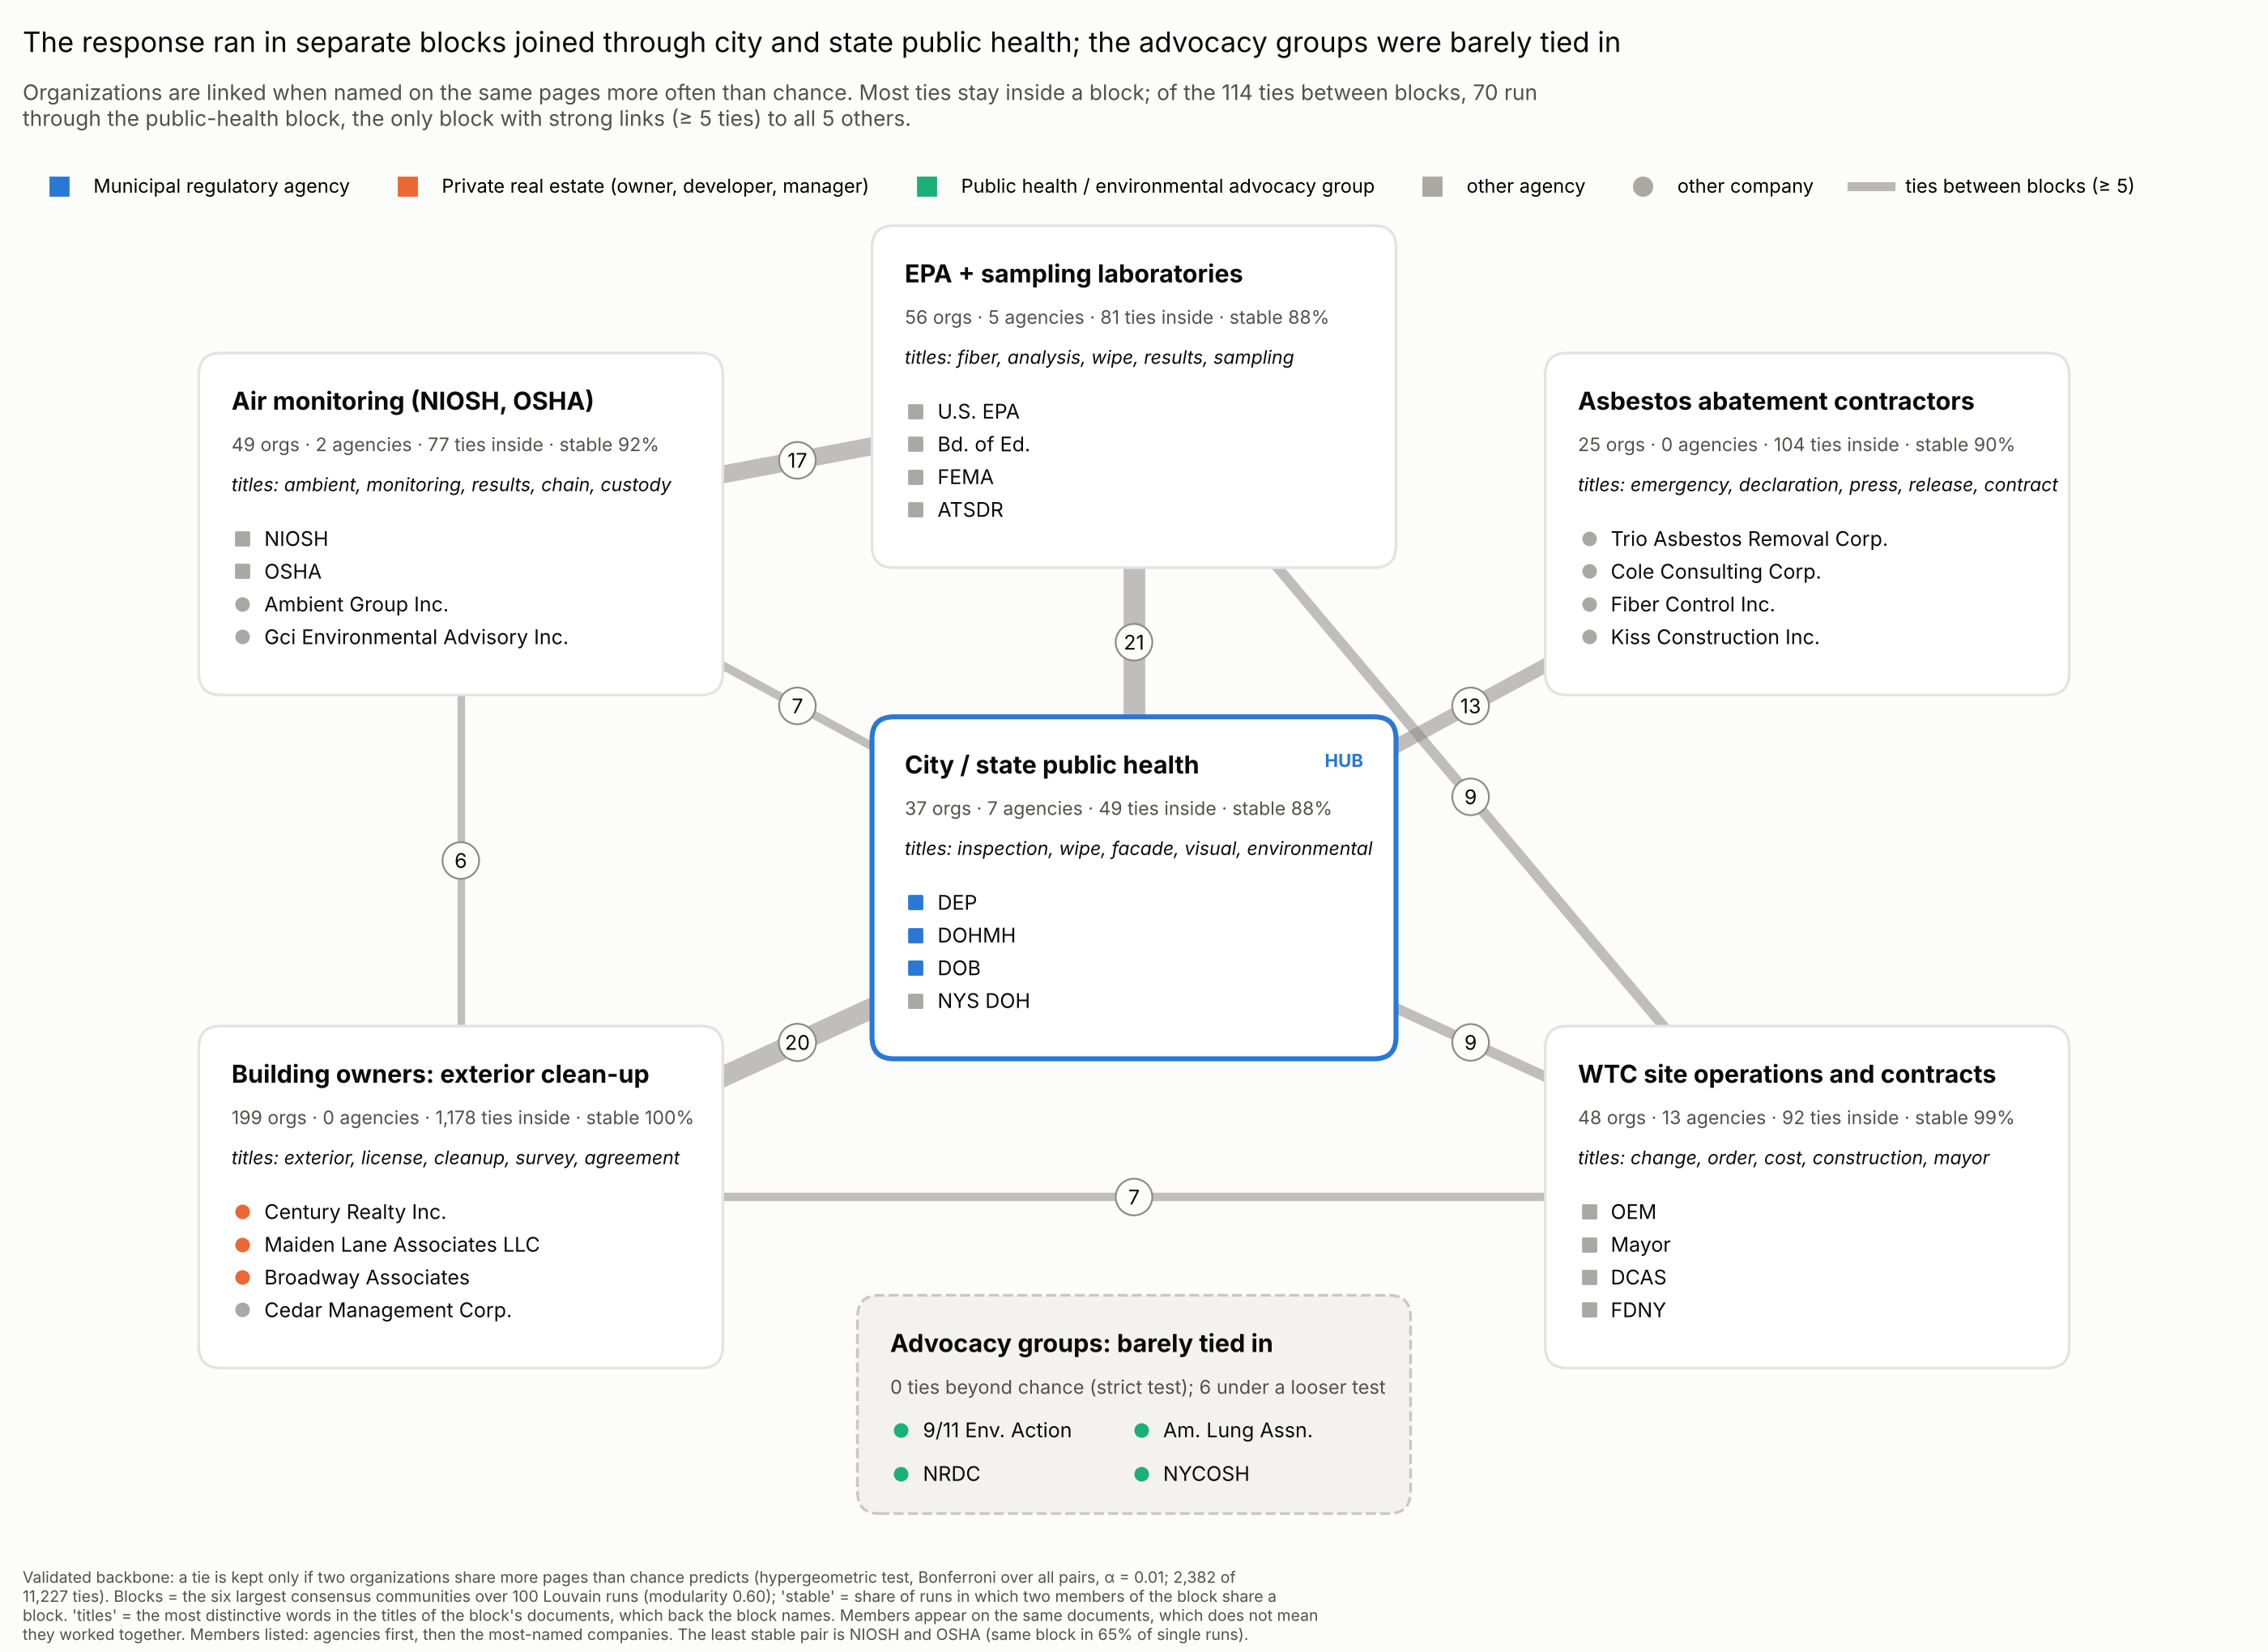 The response ran in separate blocks joined through city and state public health; the advocacy groups were barely tied in
Organizations are linked when named on the same pages more often than chance. Most ties stay inside a block; of the 114 ties between blocks, 70 run
through the public-health block, the only block with strong links (≥ 5 ties) to all 5 others.
Municipal regulatory agency
Private real estate (owner, developer, manager)
Public health / environmental advocacy group
other agency
other company
ties between blocks (≥ 5)
EPA + sampling laboratories
56 orgs · 5 agencies · 81 ties inside · stable 88%
titles: fiber, analysis, wipe, results, sampling
U.S. EPA
Bd. of Ed.
FEMA
ATSDR
Air monitoring (NIOSH, OSHA)
49 orgs · 2 agencies · 77 ties inside · stable 92%
titles: ambient, monitoring, results, chain, custody
NIOSH
OSHA
Ambient Group Inc.
Gci Environmental Advisory Inc.
Asbestos abatement contractors
25 orgs · 0 agencies · 104 ties inside · stable 90%
titles: emergency, declaration, press, release, contract
Trio Asbestos Removal Corp.
Cole Consulting Corp.
Fiber Control Inc.
Kiss Construction Inc.
17
21
7
13
9
City / state public health
HUB
37 orgs · 7 agencies · 49 ties inside · stable 88%
titles: inspection, wipe, facade, visual, environmental
DEP
DOHMH
DOB
NYS DOH
6
20
9
Building owners: exterior clean-up
199 orgs · 0 agencies · 1,178 ties inside · stable 100%
titles: exterior, license, cleanup, survey, agreement
Century Realty Inc.
Maiden Lane Associates LLC
Broadway Associates
Cedar Management Corp.
7
WTC site operations and contracts
48 orgs · 13 agencies · 92 ties inside · stable 99%
titles: change, order, cost, construction, mayor
OEM
Mayor
DCAS
FDNY
Advocacy groups: barely tied in
0 ties beyond chance (strict test); 6 under a looser test
9/11 Env. Action
Am. Lung Assn.
NRDC
NYCOSH
Validated backbone: a tie is kept only if two organizations share more pages than chance predicts (hypergeometric test, Bonferroni over all pairs, α = 0.01; 2,382 of
11,227 ties). Blocks = the six largest consensus communities over 100 Louvain runs (modularity 0.60); 'stable' = share of runs in which two members of the block share a
block. 'titles' = the most distinctive words in the titles of the block's documents, which back the block names. Members appear on the same documents, which does not mean
they worked together. Members listed: agencies first, then the most-named companies. The least stable pair is NIOSH and OSHA (same block in 65% of single runs).